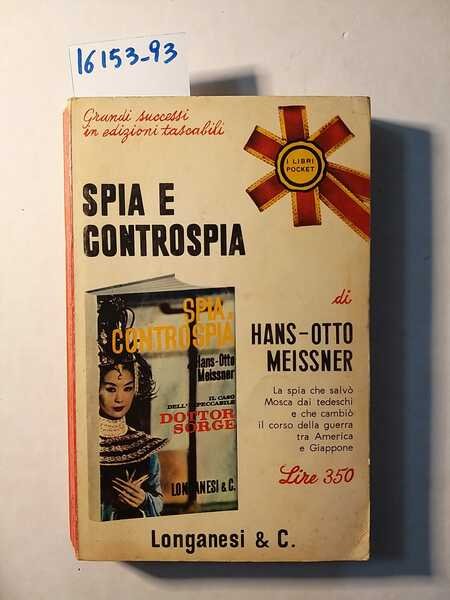 16153-93
Grandi successi
in edizioni tascabili
I LIBRI
POCKET
SPIA E
CONTROSPIA
di
HANS-OTTO
MEISSNER
La spia che salvò
Mosca dai tedeschi
e che cambiò
il corso della guerra
tra America
e Giappone
Lire 350
SPIA,
CONTROSPIA
Hans-Otto
Meissner
IL CASO
DELL'IMPECCABILE
DOTTOR
SORGE
LONGANESI & C.
Longanesi & C.